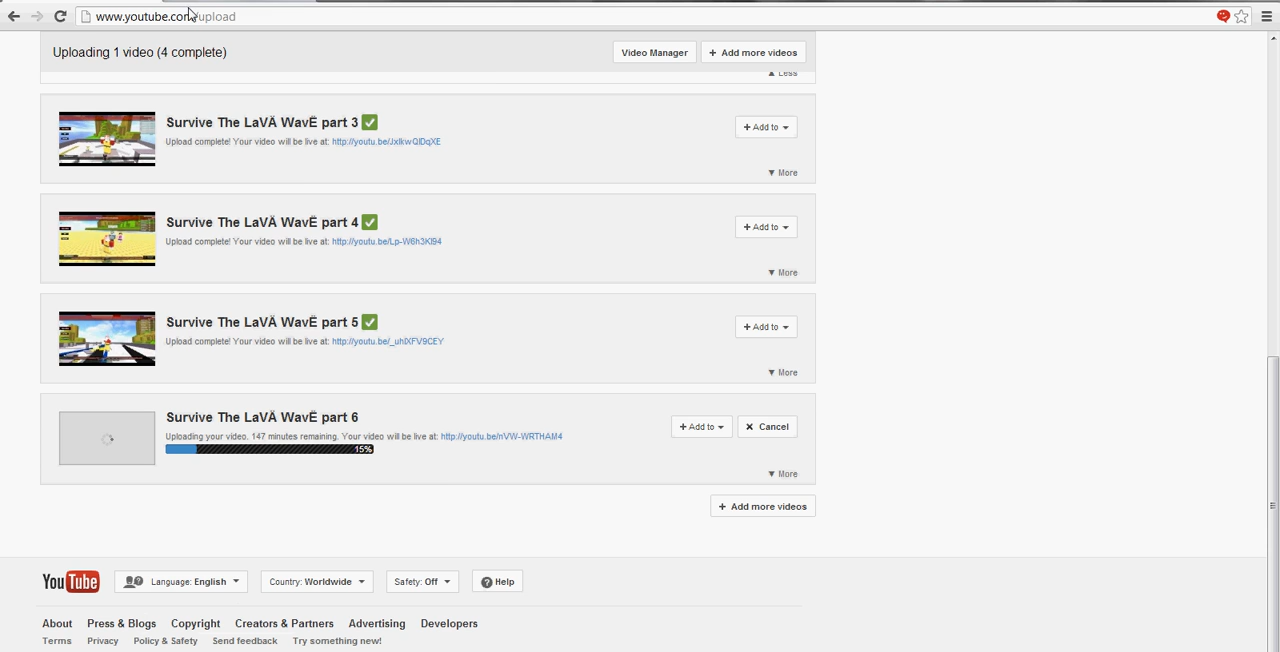 www.youtube.com/upload
Uploading 1 video (4 complete)
Video Manager
+ Add more videos
▲ Less
Survive The LaVÄ WavË part 3 ✅
+ Add to ▼
Upload complete! Your video will be live at: http://youtu.be/JxIkwQlDqXE
▼ More
Survive The LaVÄ WavË part 4 ✅
+ Add to ▼
Upload complete! Your video will be live at: http://youtu.be/Lp-W6h3Kl94
▼ More
Survive The LaVÄ WavË part 5 ✅
+ Add to ▼
Upload complete! Your video will be live at: http://youtu.be/_uhlXFV9CEY
▼ More
Survive The LaVÄ WavË part 6
+ Add to ▼
× Cancel
Uploading your video. 147 minutes remaining. Your video will be live at: http://youtu.be/nVW-WRTHAM4
15%
▼ More
+ Add more videos
YouTube
Language: English ▼
Country: Worldwide ▼
Safety: Off ▼
Help
About Press & Blogs Copyright Creators & Partners Advertising Developers
Terms Privacy Policy & Safety Send feedback Try something new!